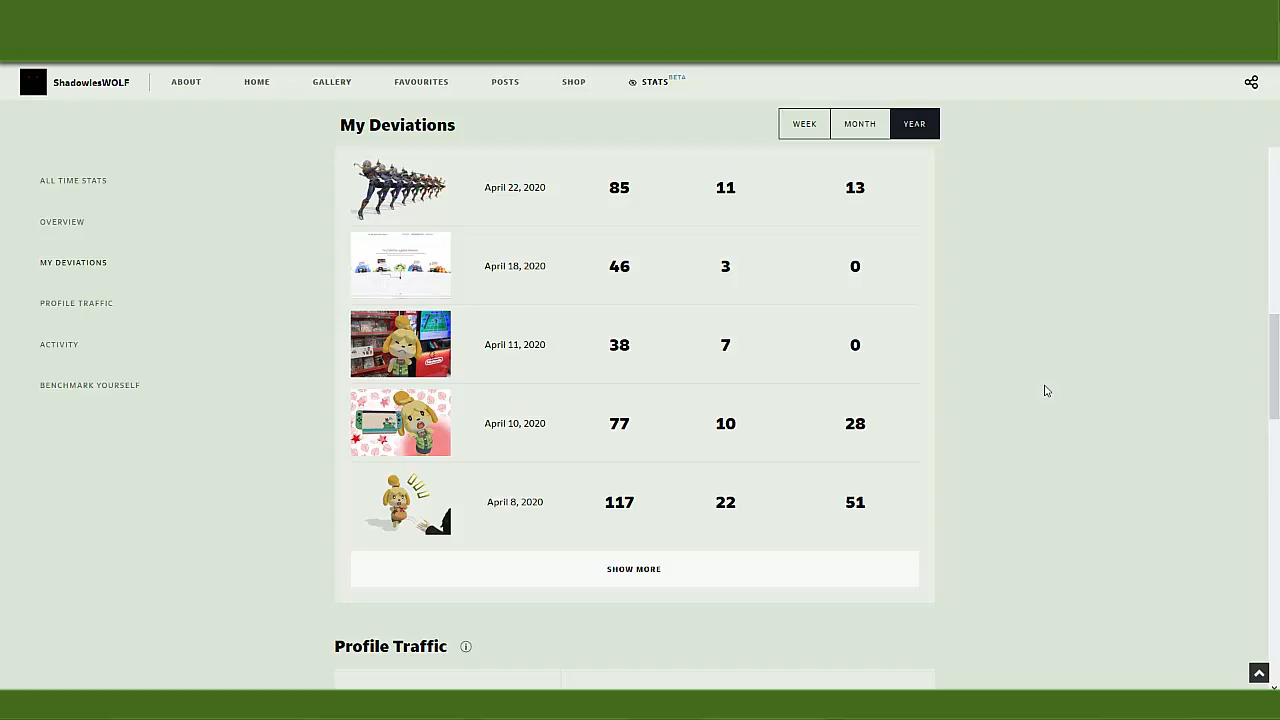 ShadowlesWOLF
ABOUT
HOME
GALLERY
FAVOURITES
POSTS
SHOP
STATS BETA
My Deviations
WEEK
MONTH
YEAR
ALL TIME STATS
OVERVIEW
MY DEVIATIONS
PROFILE TRAFFIC
ACTIVITY
BENCHMARK YOURSELF
April 22, 2020 85 11 13
April 18, 2020 46 3 0
April 11, 2020 38 7 0
April 10, 2020 77 10 28
April 8, 2020 117 22 51
SHOW MORE
Profile Traffic